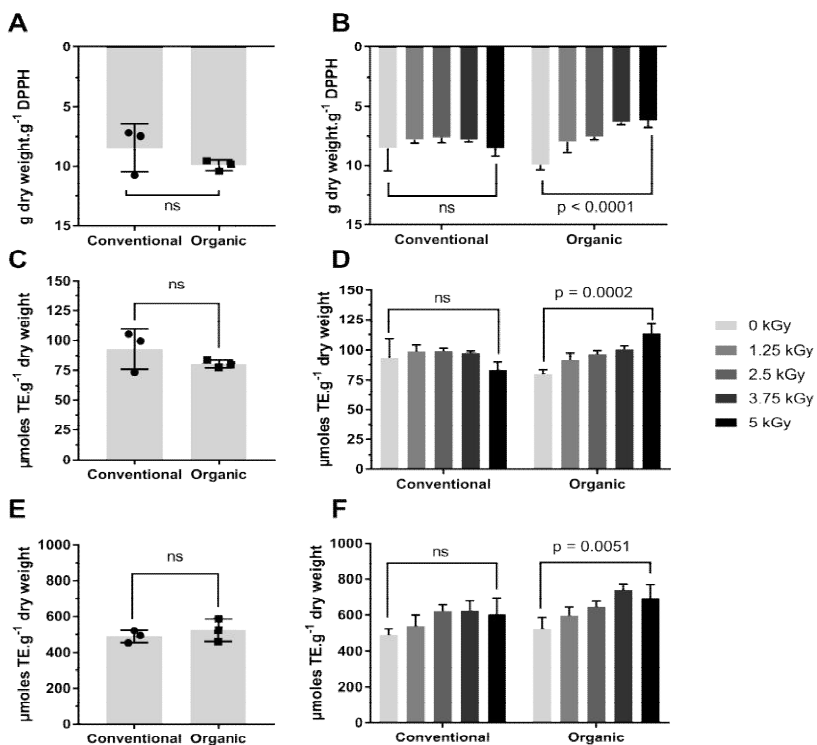 A
0
5
10
15
g dry weight.g⁻¹ DPPH
ns
Conventional
Organic
B
0
5
10
15
g dry weight.g⁻¹ DPPH
ns
p < 0.0001
Conventional
Organic
C
150
125
100
75
50
25
0
µmoles TE.g⁻¹ dry weight
ns
Conventional
Organic
D
150
125
100
75
50
25
0
µmoles TE.g⁻¹ dry weight
ns
p = 0.0002
Conventional
Organic
0 kGy
1.25 kGy
2.5 kGy
3.75 kGy
5 kGy
E
1000
800
600
400
200
0
µmoles TE.g⁻¹ dry weight
ns
Conventional
Organic
F
1000
800
600
400
200
0
µmoles TE.g⁻¹ dry weight
ns
p = 0.0051
Conventional
Organic